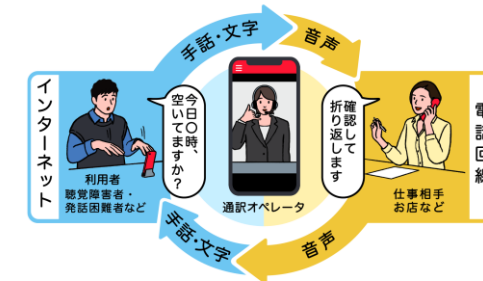 手話・文字
音声
インターネット
今日〇時、
空いてますか?
確認して
折り返します
電話回線
利用者
聴覚障害者・
発話困難者など
通訳オペレータ
仕事相手
お店など
手話・文字
音声